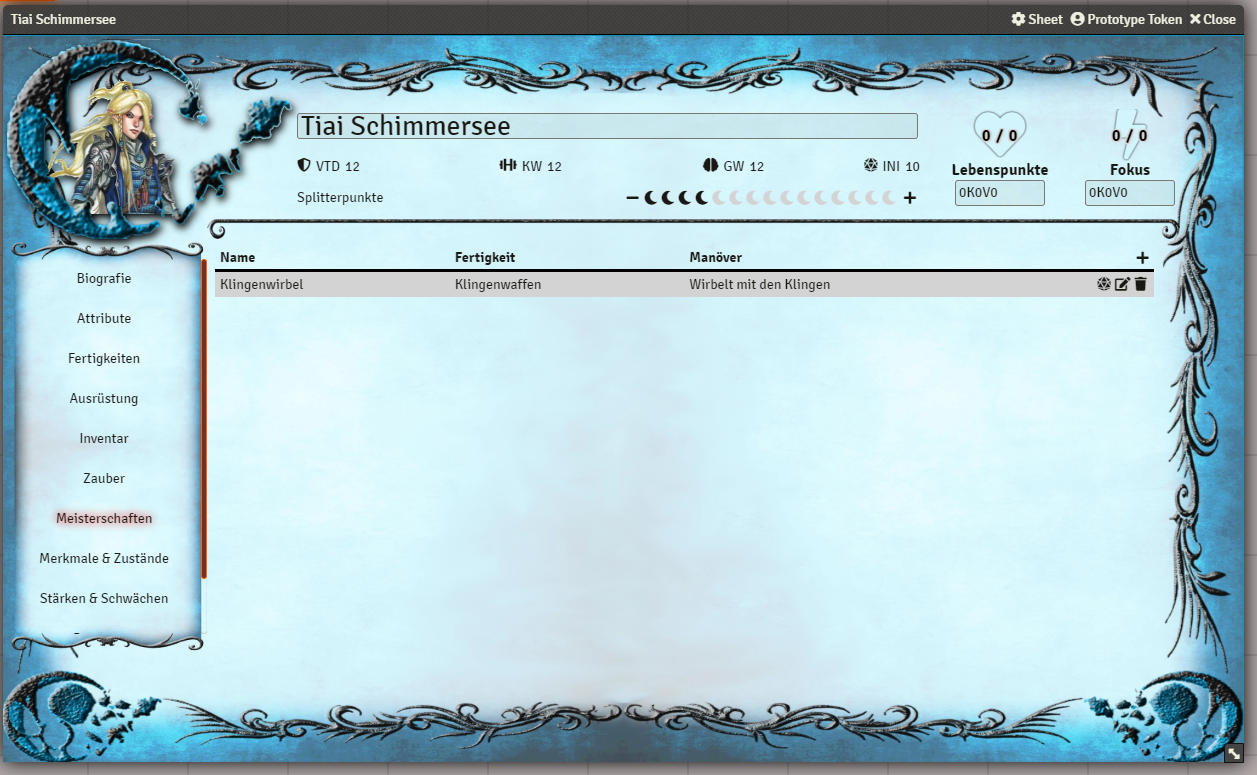 Tiai Schimmersee Sheet Prototype Token Close
Tiai Schimmersee
0 / 0 0 / 0
VTD 12 KW 12 GW 12 INI 10 Lebenspunkte Fokus
Splitterpunkte 0K0V0 0K0V0
Name Fertigkeit Manöver
Klingenwirbel Klingenwaffen Wirbelt mit den Klingen
Biografie
Attribute
Fertigkeiten
Ausrüstung
Inventar
Zauber
Meisterschaften
Merkmale & Zustände
Stärken & Schwächen